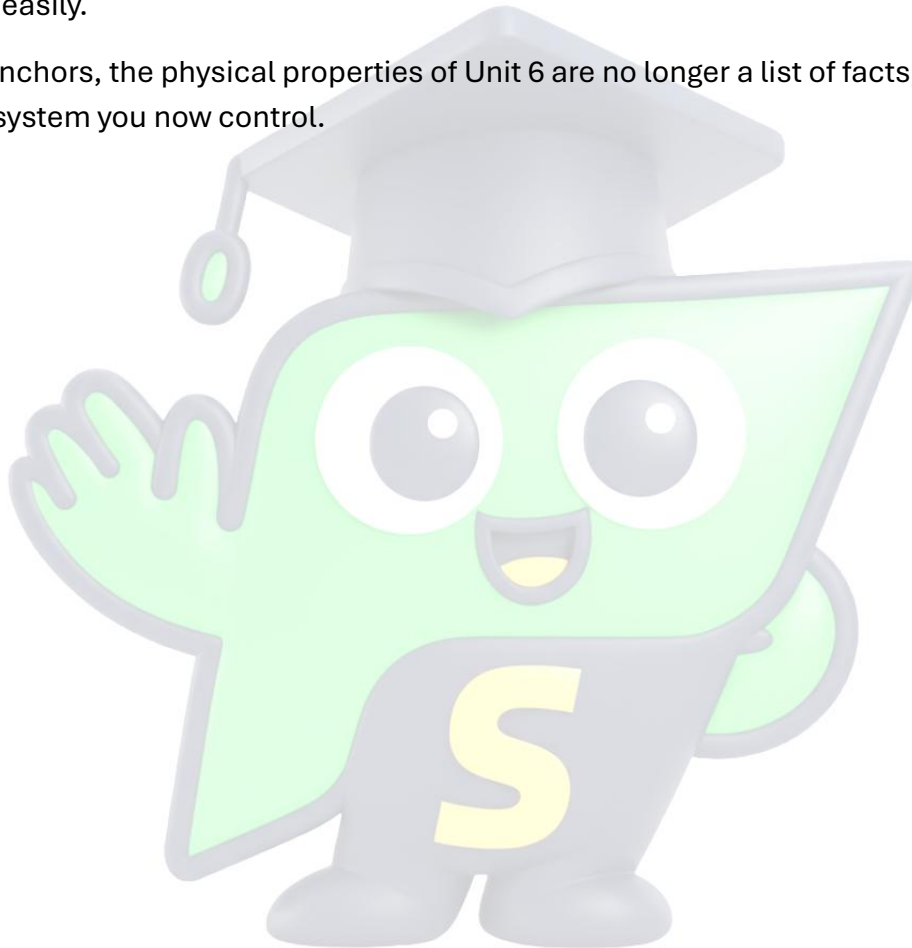 easily.
nchors, the physical properties of Unit 6 are no longer a list of facts
system you now control.
S